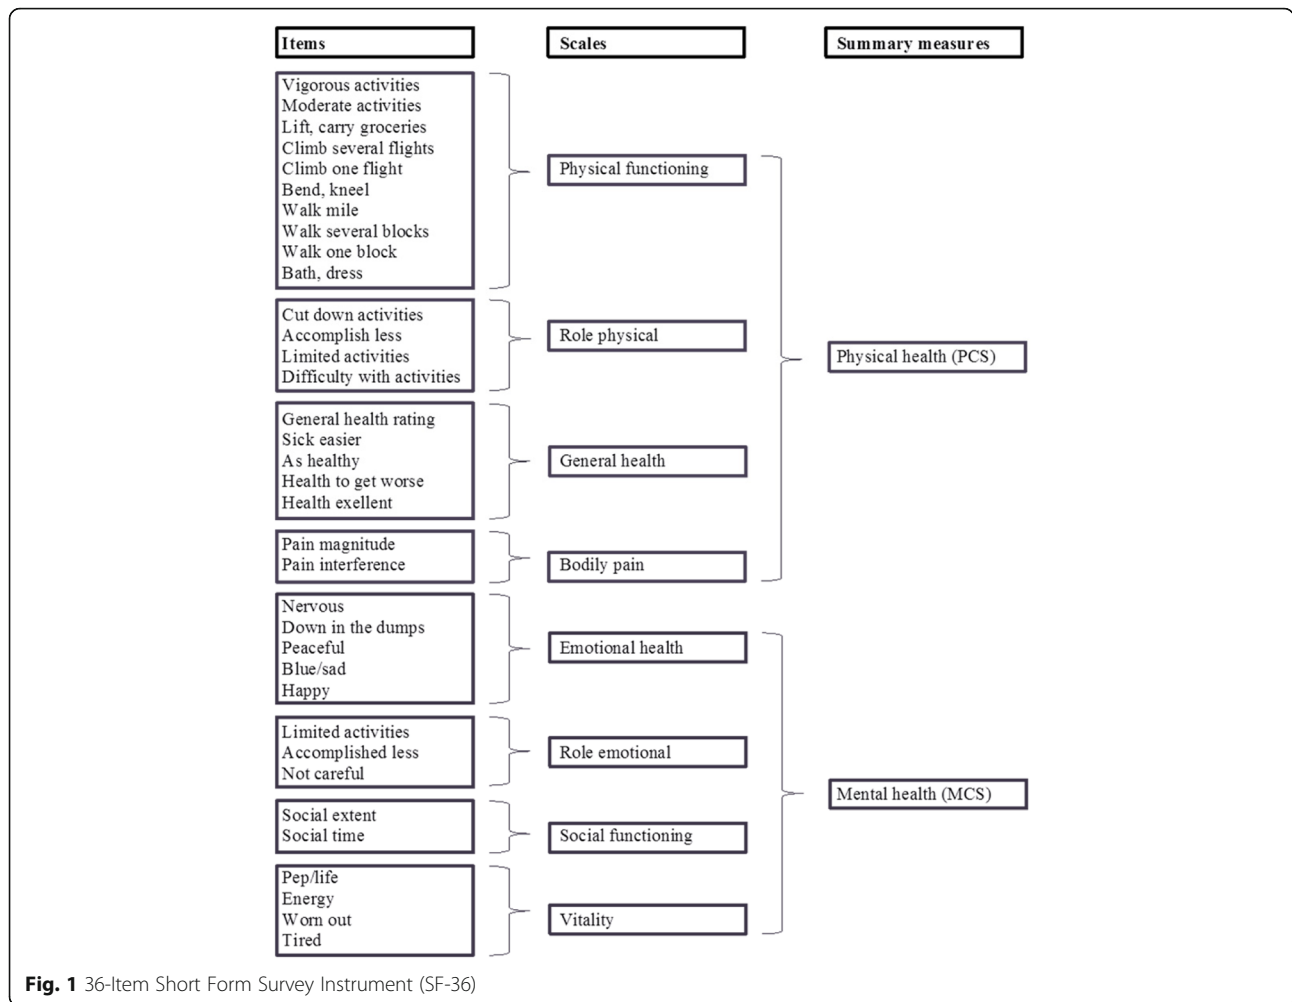 Items
Scales
Summary measures
Vigorous activities
Moderate activities
Lift, carry groceries
Climb several flights
Climb one flight
Bend, kneel
Walk mile
Walk several blocks
Walk one block
Bath, dress
Physical functioning
Cut down activities
Accomplish less
Limited activities
Difficulty with activities
Role physical
General health rating
Sick easier
As healthy
Health to get worse
Health exellent
General health
Pain magnitude
Pain interference
Bodily pain
Physical health (PCS)
Nervous
Down in the dumps
Peaceful
Blue/sad
Happy
Emotional health
Limited activities
Accomplished less
Not careful
Role emotional
Social extent
Social time
Social functioning
Pep/life
Energy
Worn out
Tired
Vitality
Mental health (MCS)
Fig. 1 36-Item Short Form Survey Instrument (SF-36)